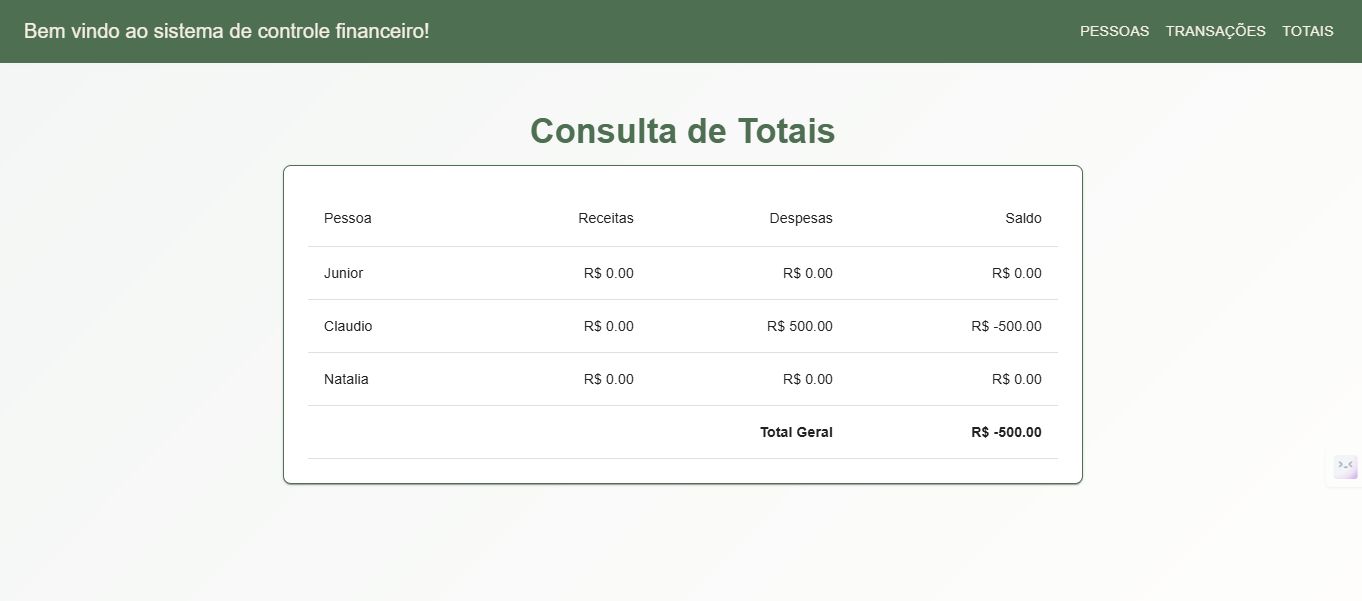 Bem vindo ao sistema de controle financeiro! PESSOAS TRANSAÇÕES TOTAIS
Consulta de Totais
Pessoa Receitas Despesas Saldo
Junior R$ 0.00 R$ 0.00 R$ 0.00
Claudio R$ 0.00 R$ 500.00 R$ -500.00
Natalia R$ 0.00 R$ 0.00 R$ 0.00
Total Geral R$ -500.00